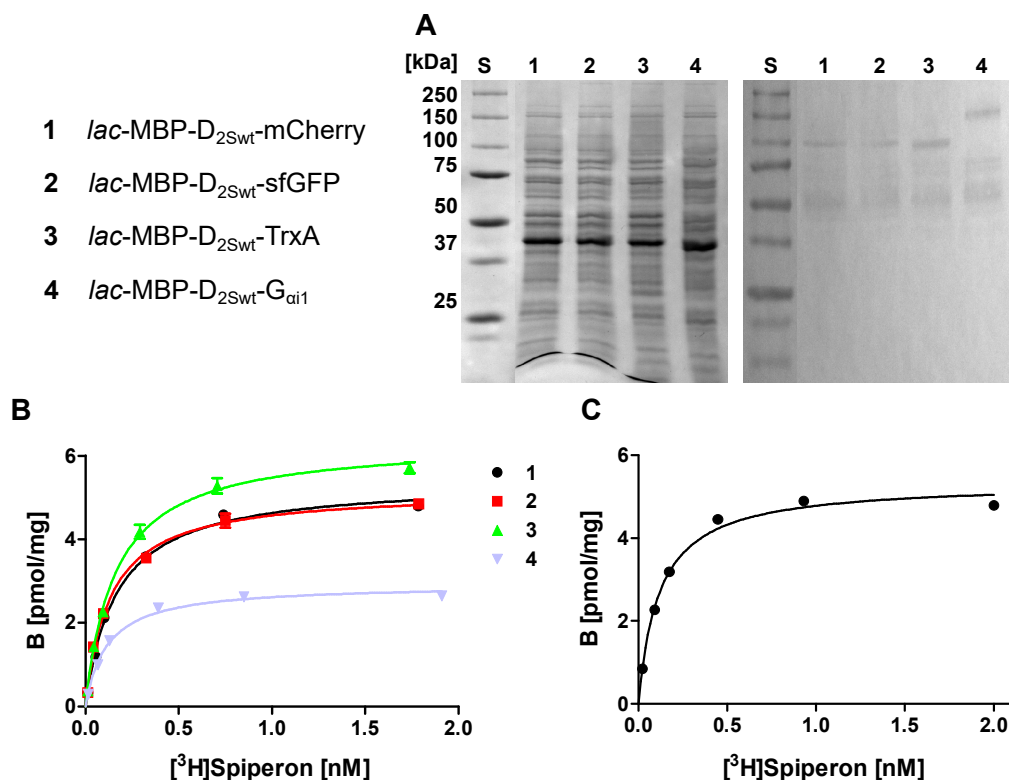 A
[kDa] S 1 2 3 4 S 1 2 3 4
250
150
100
75
50
37
25
1 lac-MBP-D2Swt-mCherry
2 lac-MBP-D2Swt-sfGFP
3 lac-MBP-D2Swt-TrxA
4 lac-MBP-D2Swt-Gαi1
B
B [pmol/mg]
6
4
2
0
0.0 0.5 1.0 1.5 2.0
[³H]Spiperon [nM]
1
2
3
4
C
B [pmol/mg]
6
4
2
0
0.0 0.5 1.0 1.5 2.0
[³H]Spiperon [nM]